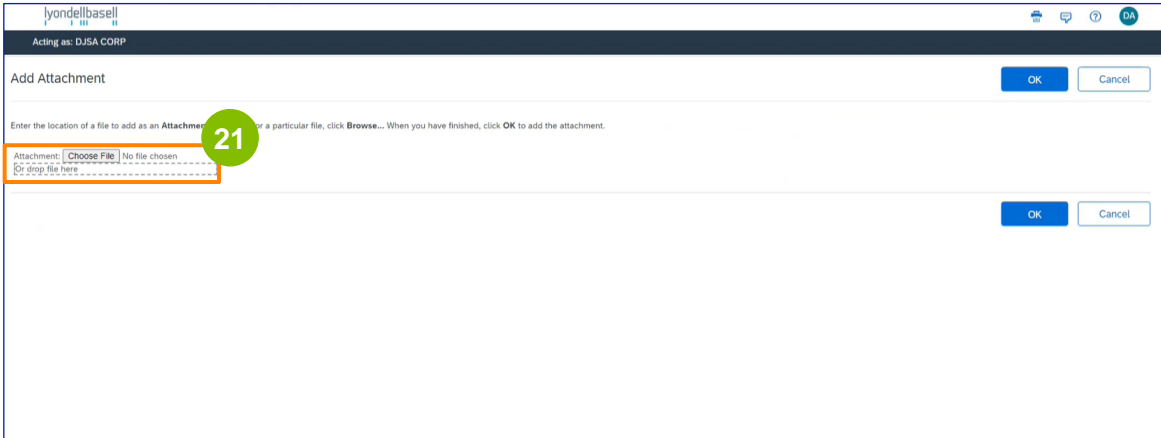 lyondellbasell
DA
Acting as: DJSA CORP
Add Attachment
OK
Cancel
Enter the location of a file to add as an Attachmen or a particular file, click Browse... When you have finished, click OK to add the attachment.
21
Attachment: Choose File No file chosen
Or drop file here
OK
Cancel